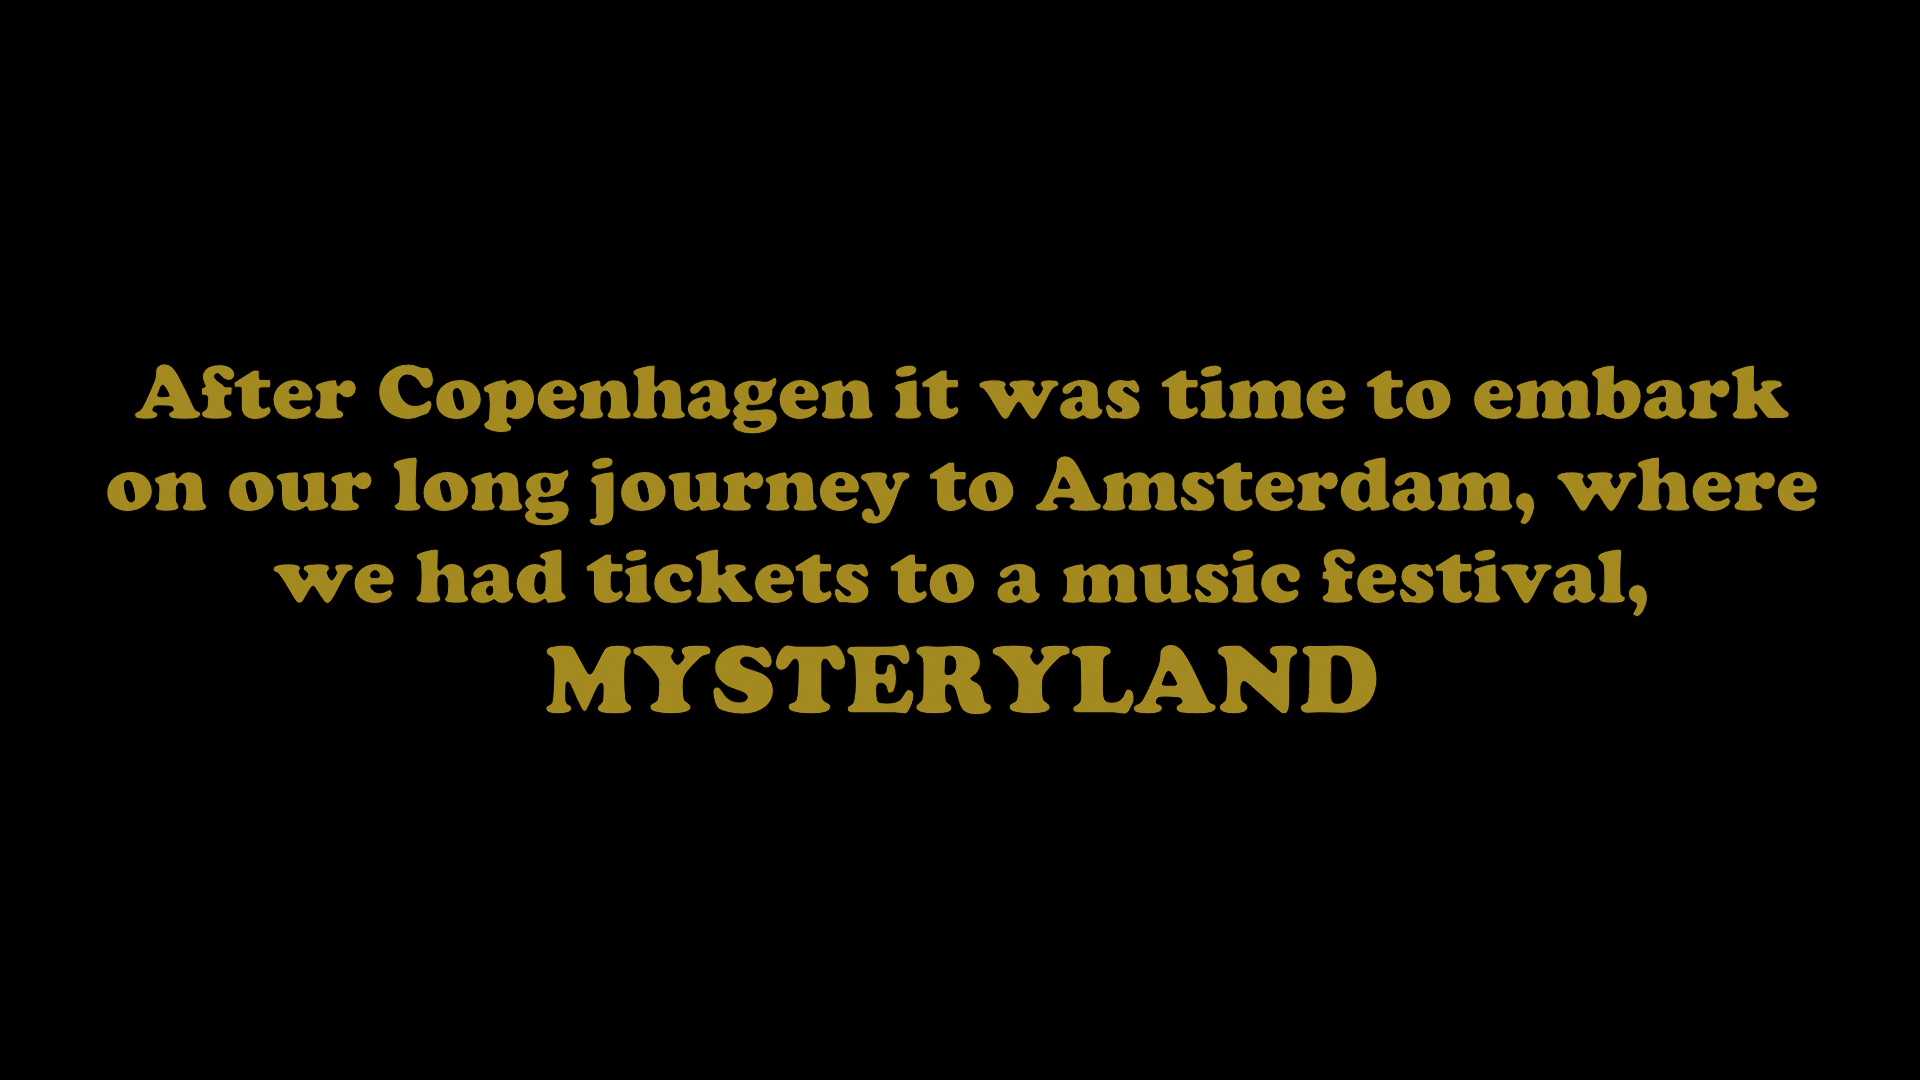 After Copenhagen it was time to embark
on our long journey to Amsterdam, where
we had tickets to a music festival,
MYSTERYLAND